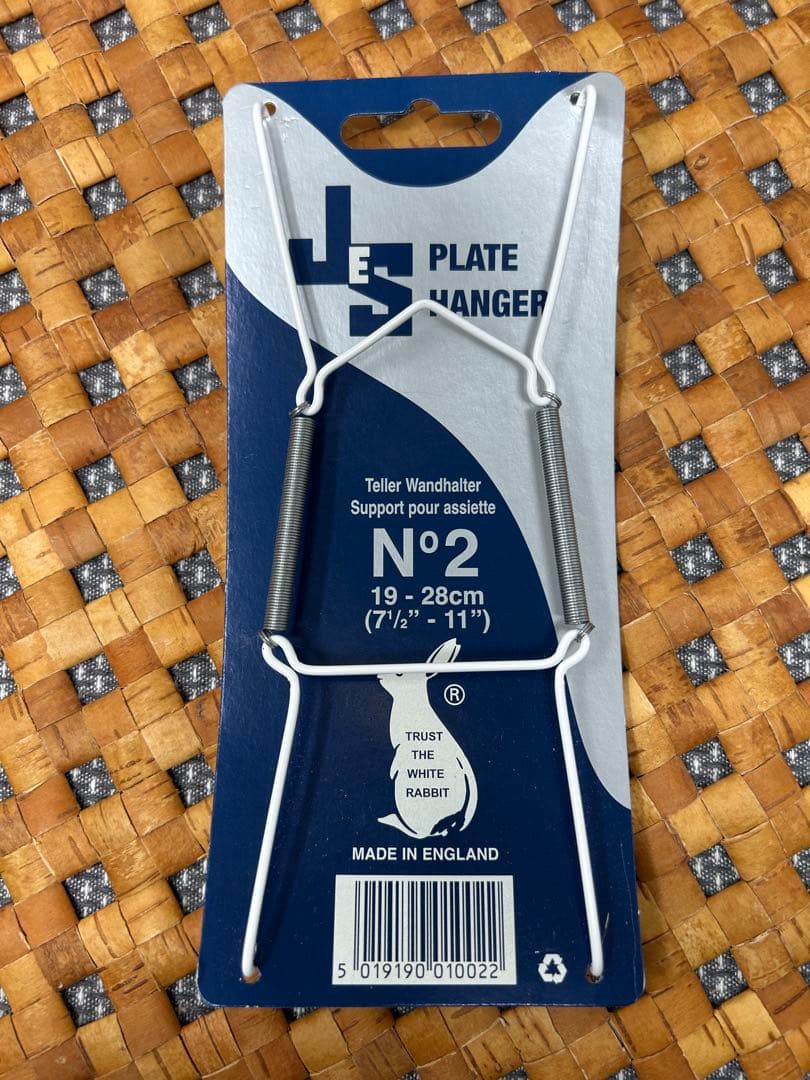 JES
PLATE
HANGER
Teller Wandhalter
Support pour assiette
Nº2
19 - 28cm
(7½” - 11”)
®
TRUST
THE
WHITE
RABBIT
MADE IN ENGLAND
5 019190 010022